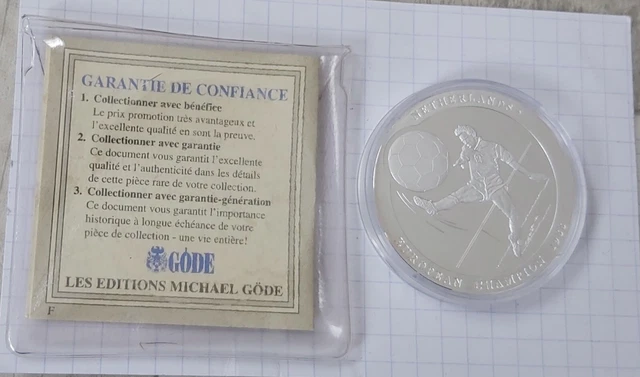 GARANTIE DE CONFIANCE
1. Collectionner avec bénéfice
Le prix promotion très avantageux et
l'excellente qualité en sont la preuve.
2. Collectionner avec garantie
Ce document vous garantit l'excellente
qualité et l'authenticité dans les détails
de cette pièce rare de votre collection.
3. Collectionner avec garantie-génération
Ce document vous garantit l'importance
historique à longue échéance de votre
pièce de collection - une vie entière!
GÖDE
LES EDITIONS MICHAEL GÖDE
F
NETHERLANDS
EUROPEAN CHAMPION